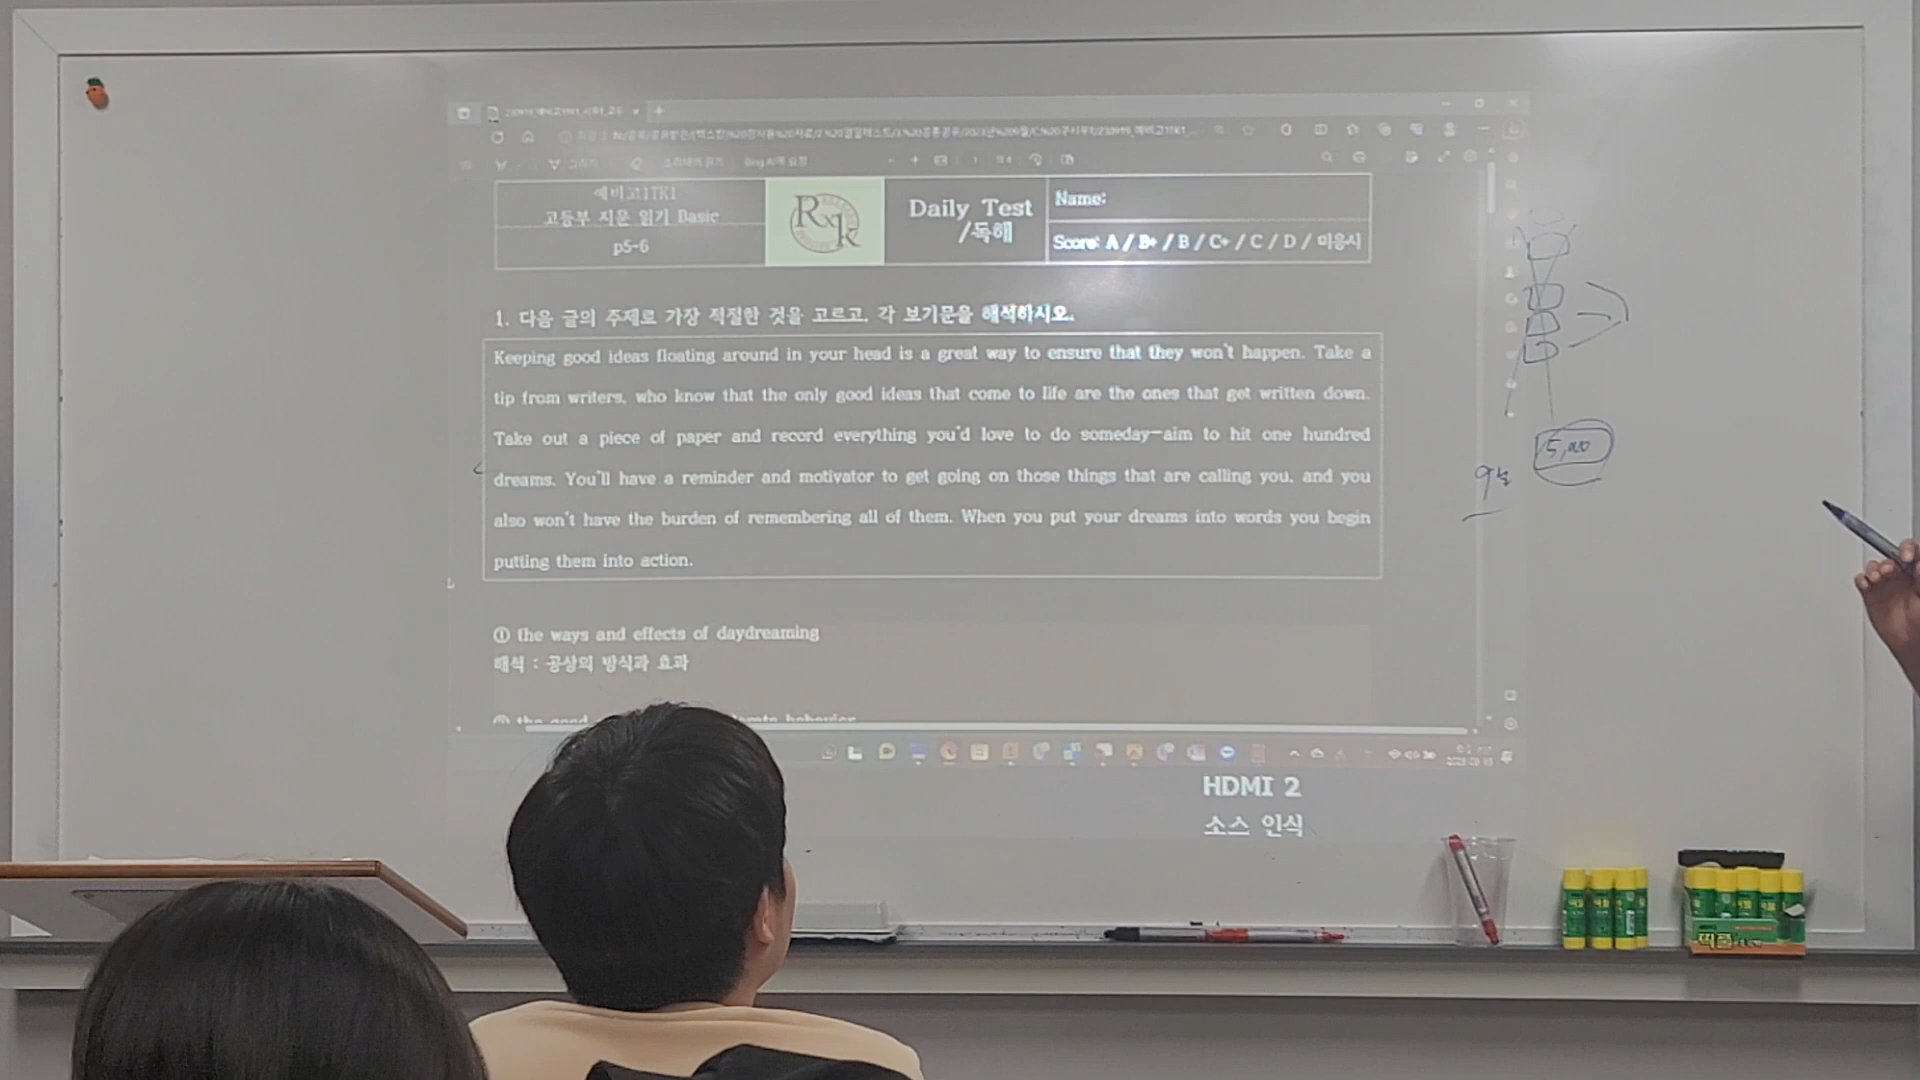 예비고1TK1
고등부 지문 읽기 Basic
p5-6
RK
Daily Test
/독해
Name:
Score: A / B+ / B / C+ / C / D / 미응시
1. 다음 글의 주제로 가장 적절한 것을 고르고, 각 보기문을 해석하시오.
Keeping good ideas floating around in your head is a great way to ensure that they won't happen. Take a
tip from writers, who know that the only good ideas that come to life are the ones that get written down.
Take out a piece of paper and record everything you'd love to do someday—aim to hit one hundred
dreams. You'll have a reminder and motivator to get going on those things that are calling you, and you
also won't have the burden of remembering all of them. When you put your dreams into words you begin
putting them into action.
① the ways and effects of daydreaming
해석 : 공상의 방식과 효과
② the good behavior
5,000
HDMI 2
소스 인식
딱풀